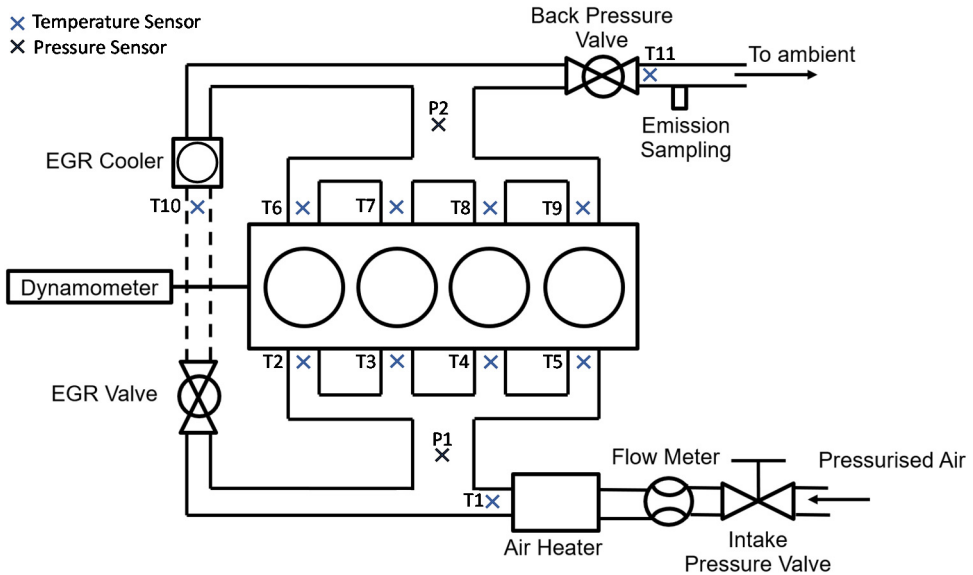 Temperature Sensor
Pressure Sensor
Back Pressure
Valve
T11
To ambient
P2
Emission
Sampling
EGR Cooler
T10
T6
T7
T8
T9
Dynamometer
T2
T3
T4
T5
EGR Valve
P1
Flow Meter
Pressurised Air
T1
Air Heater
Intake
Pressure Valve